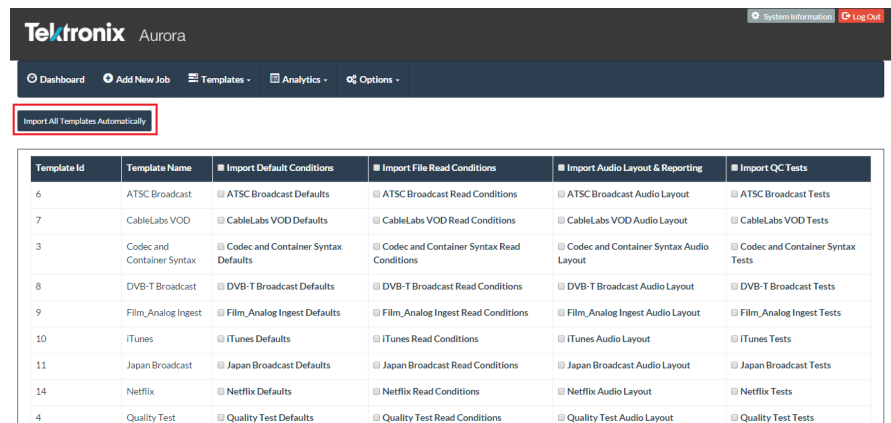 System Information Log Out
Tektronix Aurora
Dashboard Add New Job Templates Analytics Options
Import All Templates Automatically
Template Id Template Name Import Default Conditions Import File Read Conditions Import Audio Layout & Reporting Import QC Tests
6 ATSC Broadcast ATSC Broadcast Defaults ATSC Broadcast Read Conditions ATSC Broadcast Audio Layout ATSC Broadcast Tests
7 CableLabs VOD CableLabs VOD Defaults CableLabs VOD Read Conditions CableLabs VOD Audio Layout CableLabs VOD Tests
3 Codec and Codec and Container Syntax Codec and Container Syntax Read Codec and Container Syntax Audio Codec and Container Syntax
Container Syntax Defaults Conditions Layout Tests
8 DVB-T Broadcast DVB-T Broadcast Defaults DVB-T Broadcast Read Conditions DVB-T Broadcast Audio Layout DVB-T Broadcast Tests
9 Film_Analog Ingest Film_Analog Ingest Defaults Film_Analog Ingest Read Conditions Film_Analog Ingest Audio Layout Film_Analog Ingest Tests
10 iTunes iTunes Defaults iTunes Read Conditions iTunes Audio Layout iTunes Tests
11 Japan Broadcast Japan Broadcast Defaults Japan Broadcast Read Conditions Japan Broadcast Audio Layout Japan Broadcast Tests
14 Netflix Netflix Defaults Netflix Read Conditions Netflix Audio Layout Netflix Tests
4 Quality Test Quality Test Defaults Quality Test Read Conditions Quality Test Audio Layout Quality Test Tests